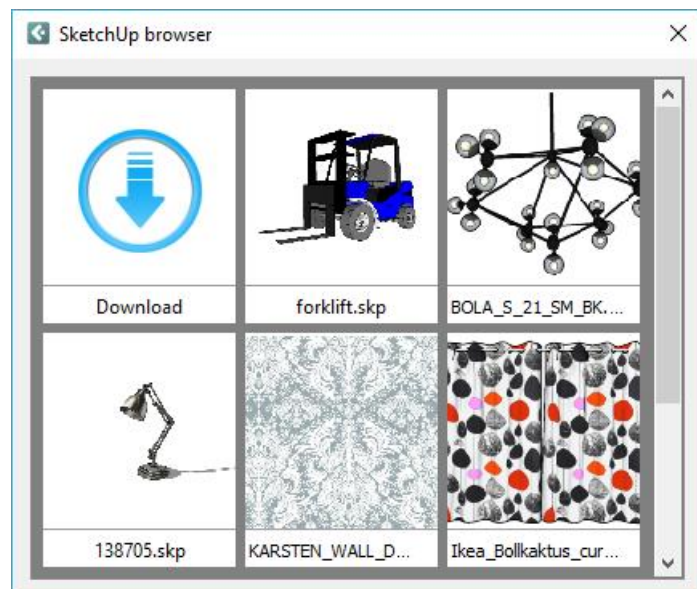 SketchUp browser
Download
forklift.skp
BOLA_S_21_SM_BK....
138705.skp
KARSTEN_WALL_D...
Ikea_Bollkaktus_cur...